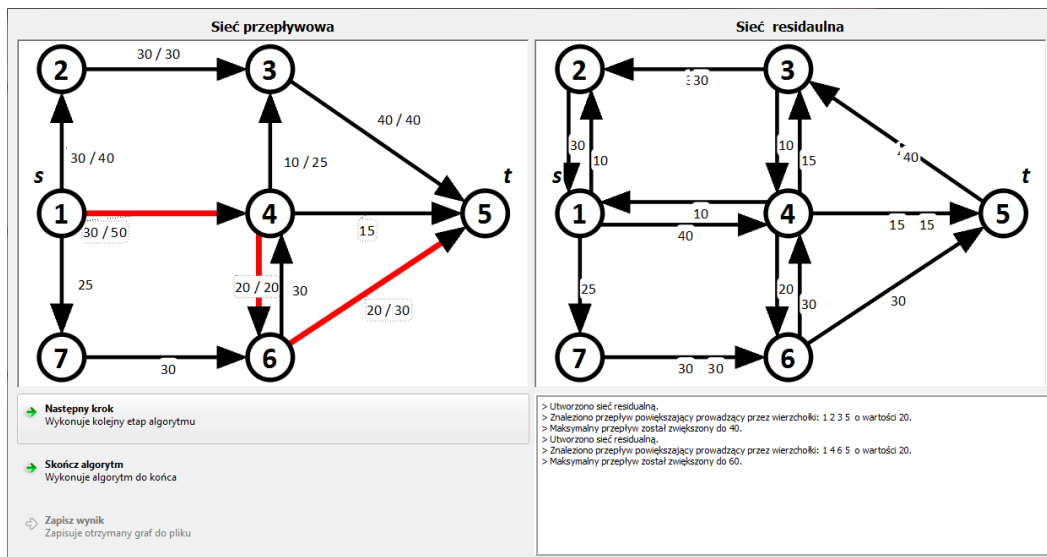 Sieć przepływowa
30 / 30
2
3
30 / 40
40 / 40
10 / 25
s
t
1
4
5
30 / 50
15
25
20 / 20
30
20 / 30
7
6
30
Sieć residaulna
2
3
30
30
10
10
15
40
s
t
1
4
5
10
40
15
15
25
20
30
30
7
6
30
30
Następny krok
Wykonuje kolejny etap algorytmu
Skończ algorytm
Wykonuje algorytm do końca
Zapisz wynik
Zapisuje otrzymany graf do pliku
> Utworzono sieć residualną.
> Znaleziono przepływ powiększający prowadzący przez wierzchołki: 1 2 3 5 o wartości 20.
> Maksymalny przepływ został zwiększony do 40.
> Utworzono sieć residualną.
> Znaleziono przepływ powiększający prowadzący przez wierzchołki: 1 4 6 5 o wartości 20.
> Maksymalny przepływ został zwiększony do 60.